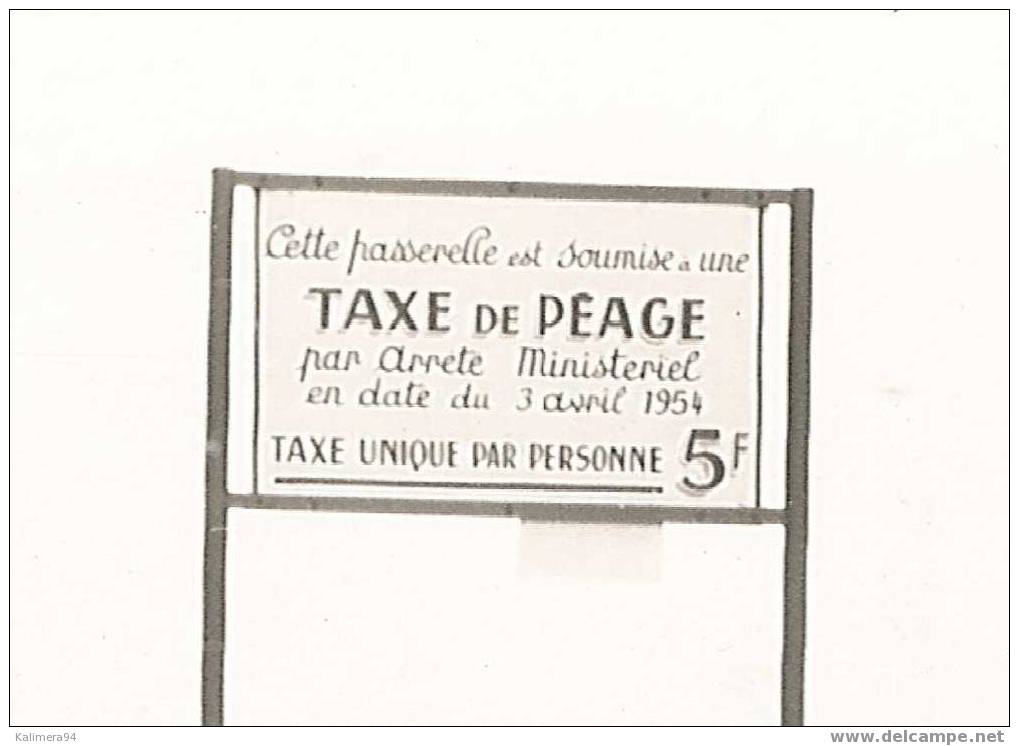 Cette passerelle est soumise a une
TAXE DE PÉAGE
par Arrete Ministeriel
en date du 3 avril 1954
TAXE UNIQUE PAR PERSONNE 5F
Kalimera94
www.delcampe.net